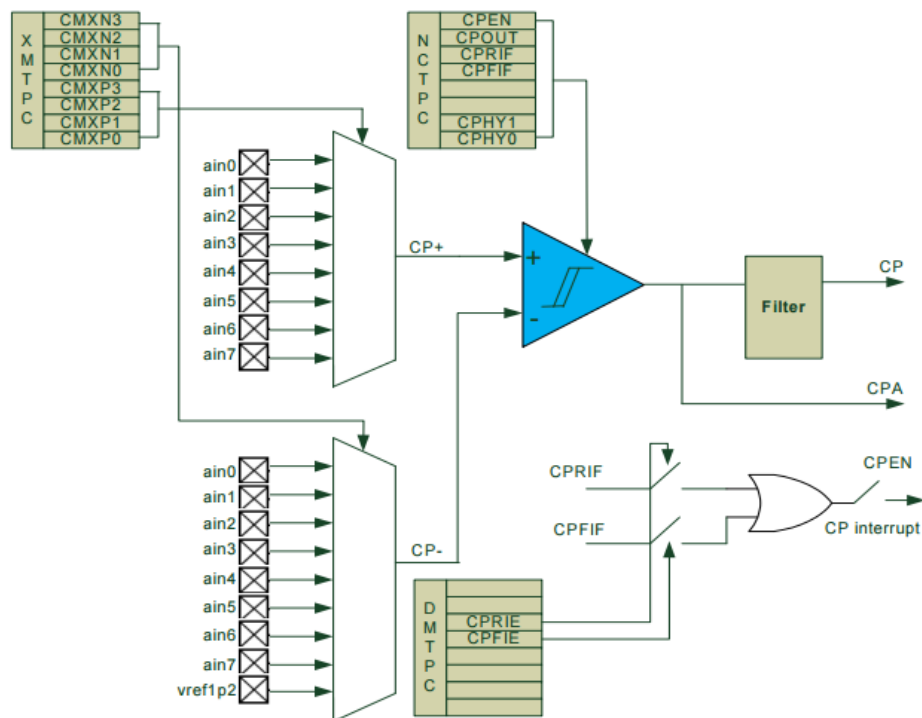 X
M
T
P
C
CMXN3
CMXN2
CMXN1
CMXN0
CMXP3
CMXP2
CMXP1
CMXP0
N
C
T
P
C
CPEN
CPOUT
CPRIF
CPFIF
CPHY1
CPHY0
ain0
ain1
ain2
ain3
ain4
ain5
ain6
ain7
CP+
+
-
Filter
CP
CPA
ain0
ain1
ain2
ain3
ain4
ain5
ain6
ain7
vref1p2
CP-
D
M
T
P
C
CPRIE
CPFIE
CPRIF
CPFIF
CPEN
CP interrupt